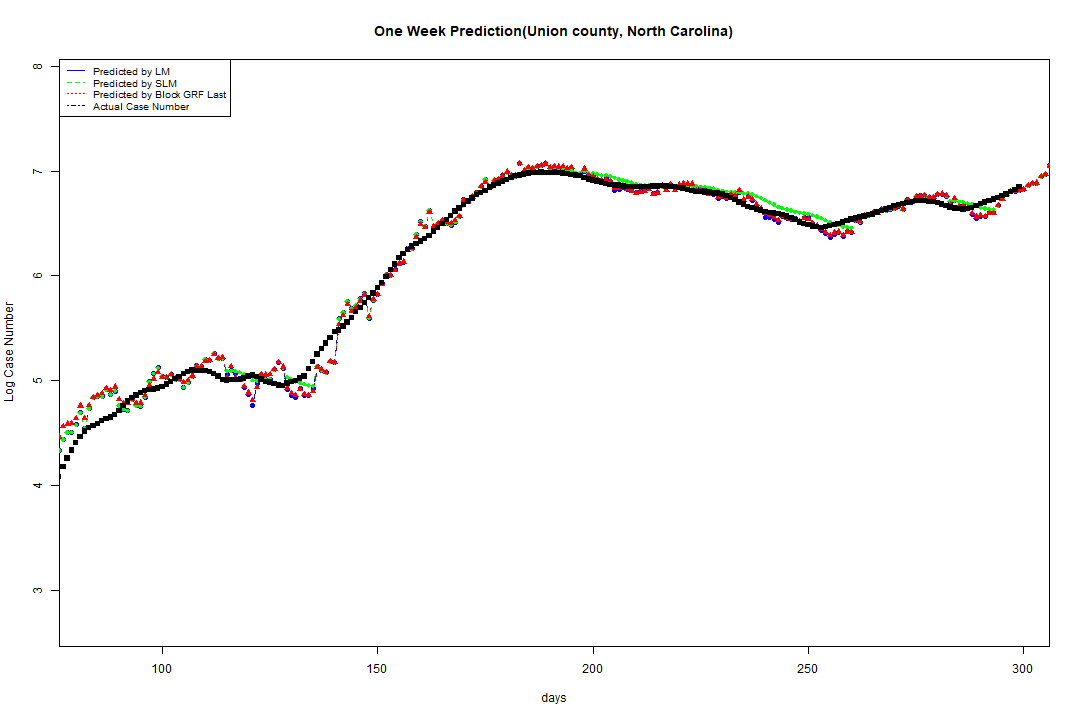 One Week Prediction(Union county, North Carolina)
Predicted by LM
Predicted by SLM
Predicted by Block GRF Last
Actual Case Number
8
7
6
5
4
3
Log Case Number
100 150 200 250 300
days